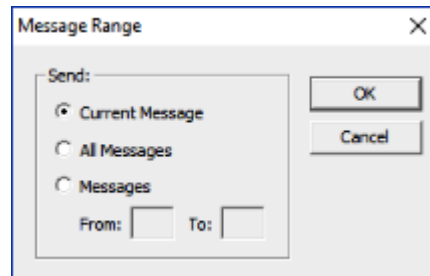 Message Range
Send:
Current Message
All Messages
Messages
From: To:
OK
Cancel